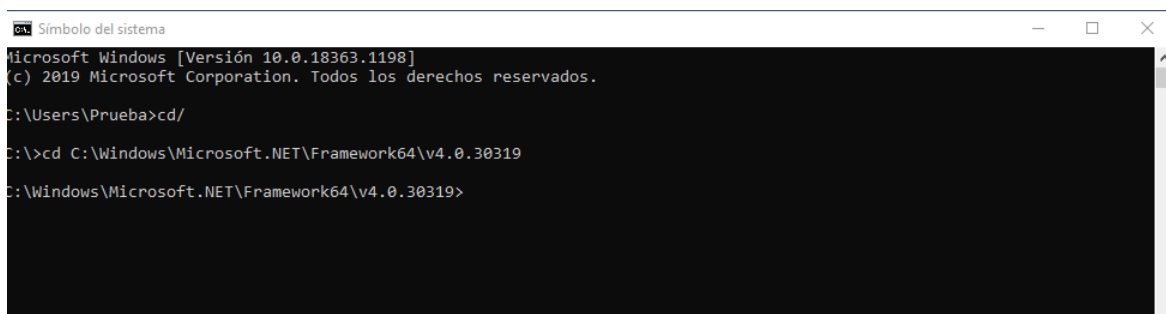 Símbolo del sistema
Microsoft Windows [Versión 10.0.18363.1198]
(c) 2019 Microsoft Corporation. Todos los derechos reservados.
C:\Users\Prueba>cd/
C:\>cd C:\Windows\Microsoft.NET\Framework64\v4.0.30319
C:\Windows\Microsoft.NET\Framework64\v4.0.30319>